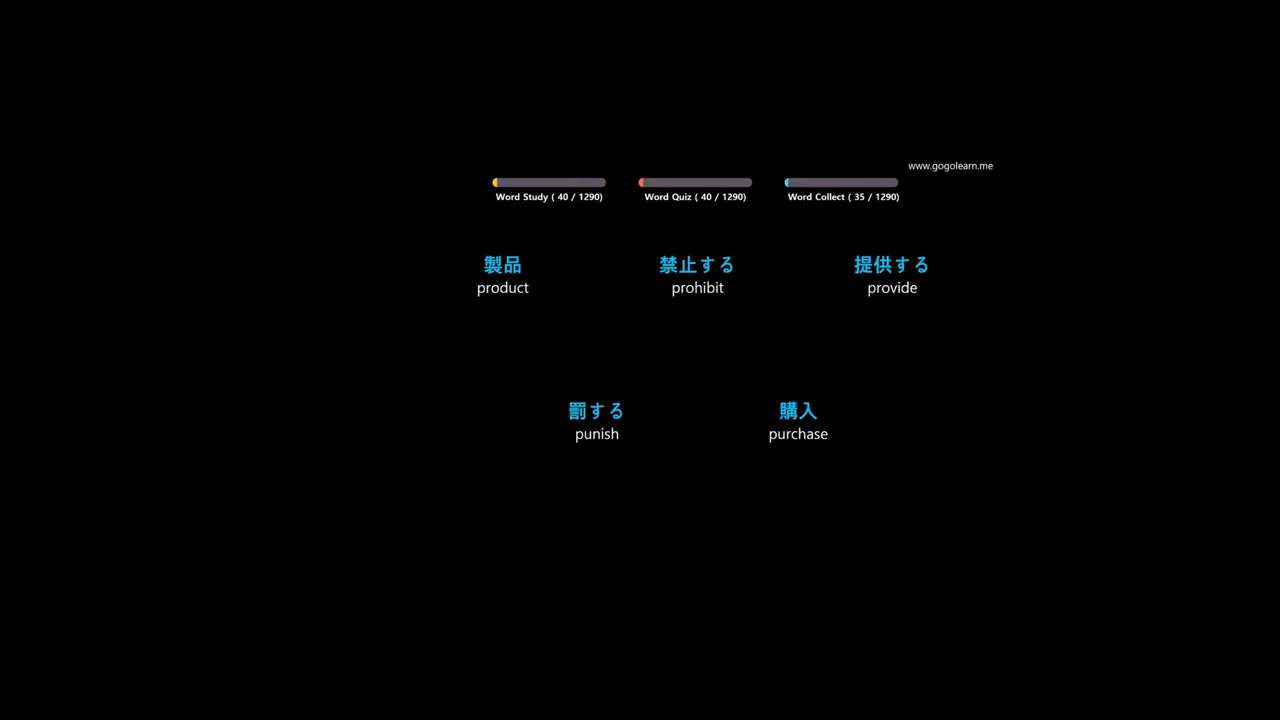 www.gogolearn.me
Word Study ( 40 / 1290)
Word Quiz ( 40 / 1290)
Word Collect ( 35 / 1290)
製品
product
禁止する
prohibit
提供する
provide
罰する
punish
購入
purchase